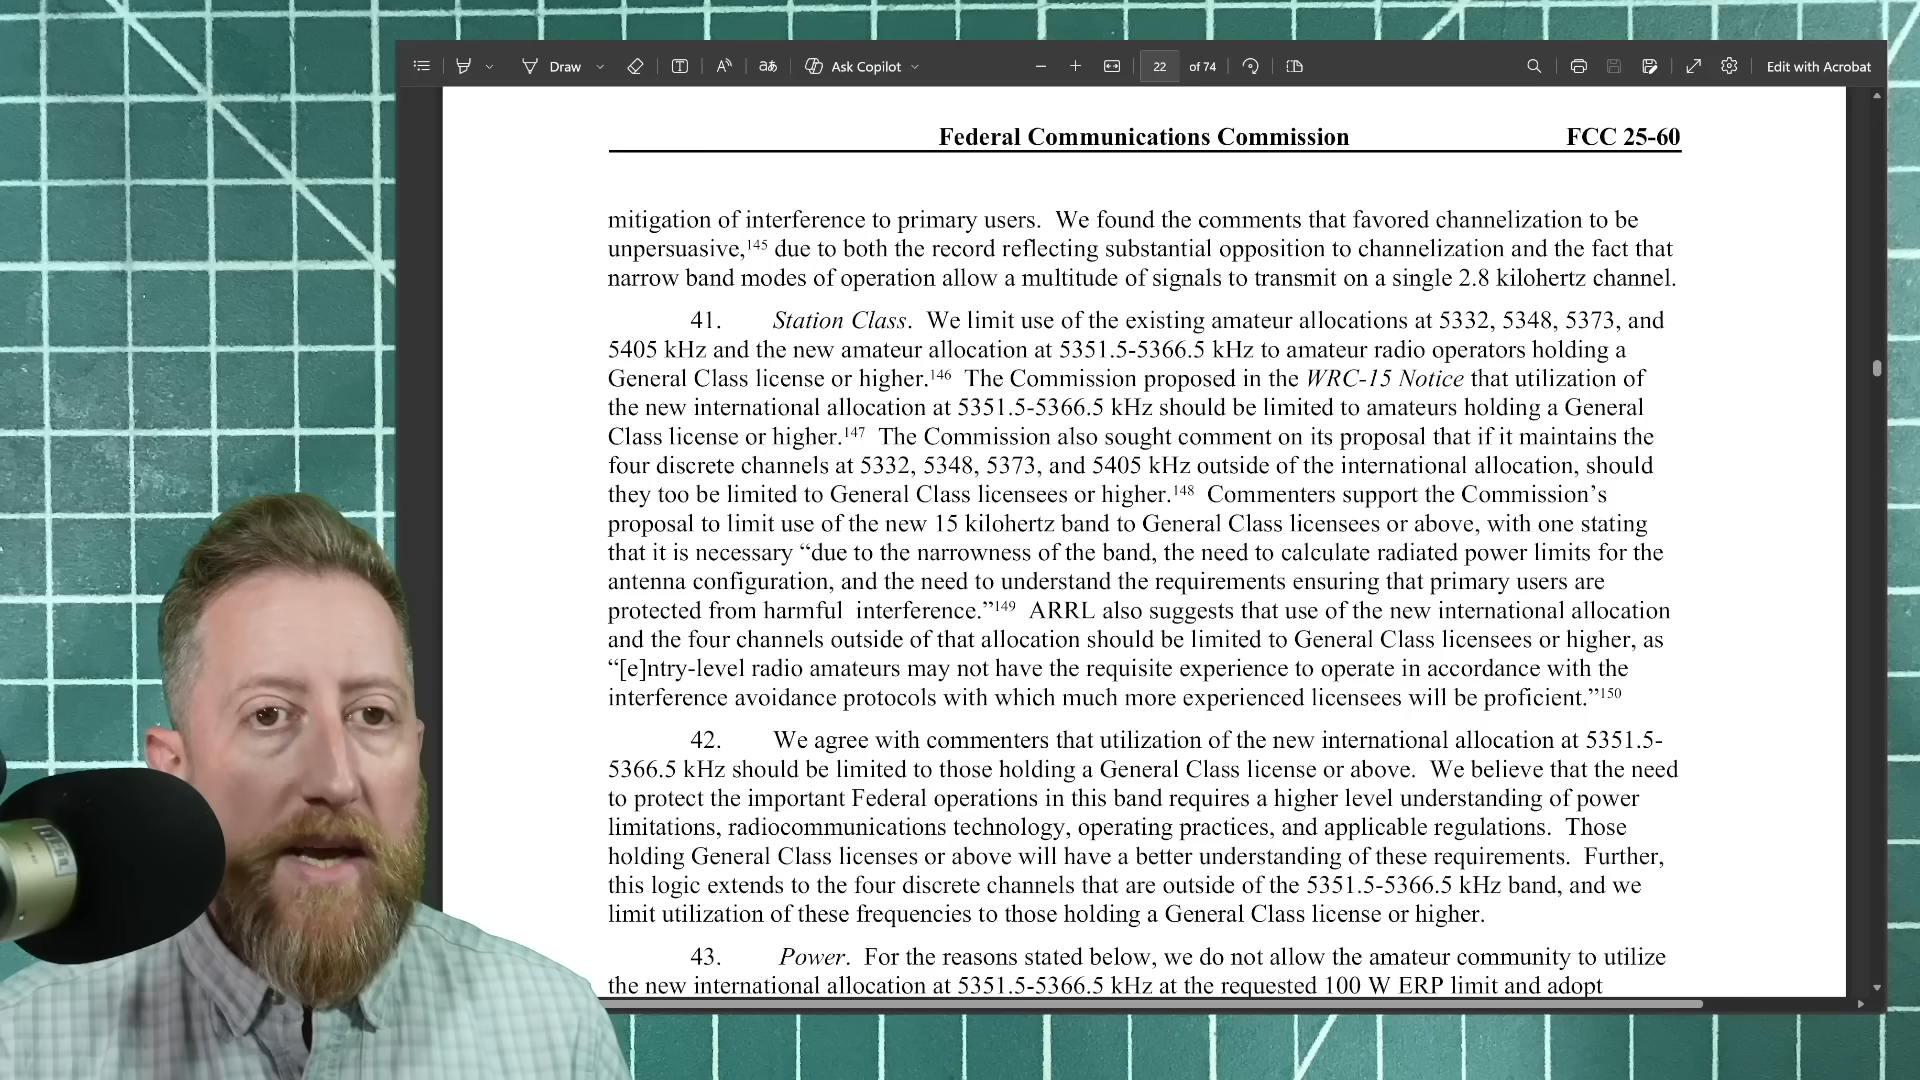 Draw
Ask Copilot
22 of 74
Edit with Acrobat
Federal Communications Commission FCC 25-60
mitigation of interference to primary users. We found the comments that favored channelization to be
unpersuasive,145 due to both the record reflecting substantial opposition to channelization and the fact that
narrow band modes of operation allow a multitude of signals to transmit on a single 2.8 kilohertz channel.
41. Station Class. We limit use of the existing amateur allocations at 5332, 5348, 5373, and
5405 kHz and the new amateur allocation at 5351.5-5366.5 kHz to amateur radio operators holding a
General Class license or higher.146 The Commission proposed in the WRC-15 Notice that utilization of
the new international allocation at 5351.5-5366.5 kHz should be limited to amateurs holding a General
Class license or higher.147 The Commission also sought comment on its proposal that if it maintains the
four discrete channels at 5332, 5348, 5373, and 5405 kHz outside of the international allocation, should
they too be limited to General Class licensees or higher.148 Commenters support the Commission's
proposal to limit use of the new 15 kilohertz band to General Class licensees or above, with one stating
that it is necessary “due to the narrowness of the band, the need to calculate radiated power limits for the
antenna configuration, and the need to understand the requirements ensuring that primary users are
protected from harmful interference.”149 ARRL also suggests that use of the new international allocation
and the four channels outside of that allocation should be limited to General Class licensees or higher, as
“[e]ntry-level radio amateurs may not have the requisite experience to operate in accordance with the
interference avoidance protocols with which much more experienced licensees will be proficient.”150
42. We agree with commenters that utilization of the new international allocation at 5351.5-
5366.5 kHz should be limited to those holding a General Class license or above. We believe that the need
to protect the important Federal operations in this band requires a higher level understanding of power
limitations, radiocommunications technology, operating practices, and applicable regulations. Those
holding General Class licenses or above will have a better understanding of these requirements. Further,
this logic extends to the four discrete channels that are outside of the 5351.5-5366.5 kHz band, and we
limit utilization of these frequencies to those holding a General Class license or higher.
43. Power. For the reasons stated below, we do not allow the amateur community to utilize
the new international allocation at 5351.5-5366.5 kHz at the requested 100 W ERP limit and adopt